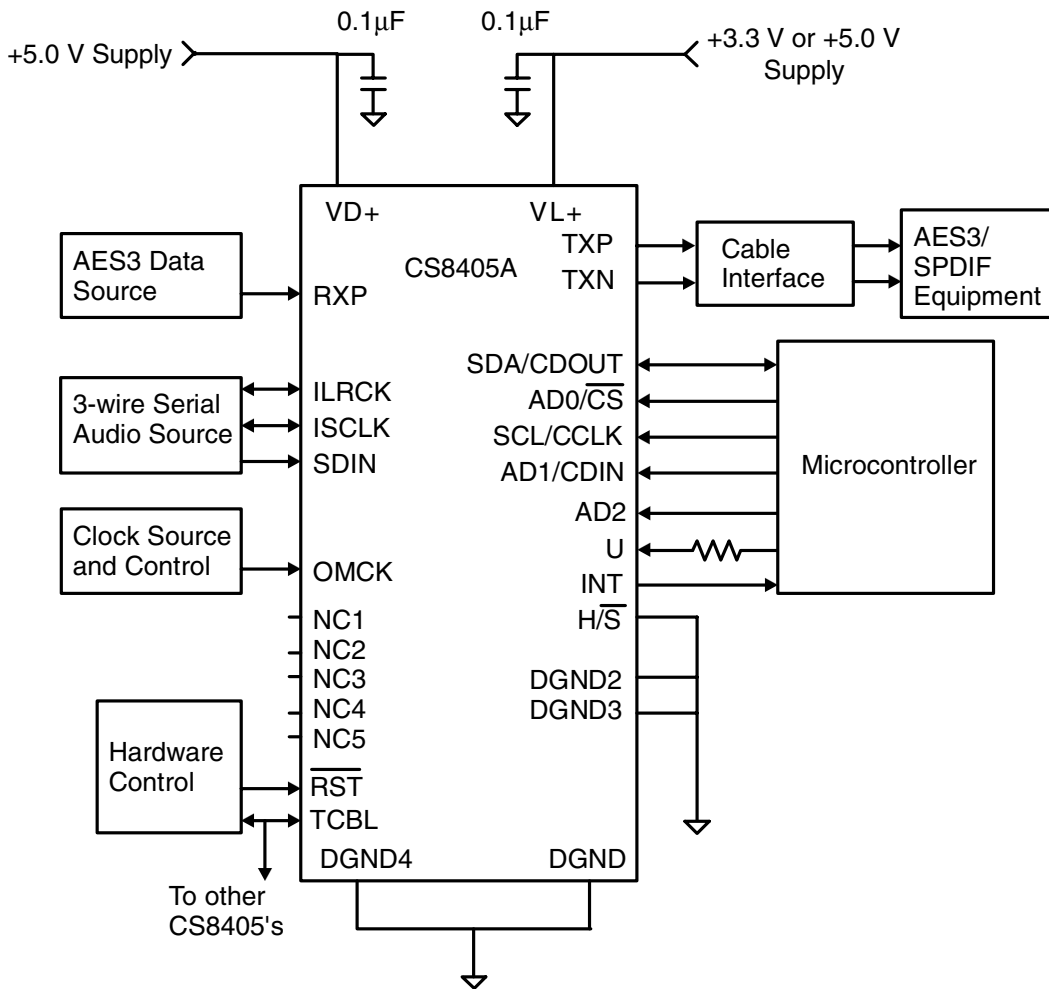 0.1μF
0.1μF
+5.0 V Supply
+3.3 V or +5.0 V
Supply
VD+
VL+
CS8405A
AES3 Data
Source
RXP
TXP
TXN
Cable
Interface
AES3/
SPDIF
Equipment
3-wire Serial
Audio Source
ILRCK
ISCLK
SDIN
SDA/CDOUT
AD0/C̅S̅
SCL/CCLK
AD1/CDIN
AD2
U
INT
H/S̅
Microcontroller
Clock Source
and Control
OMCK
NC1
NC2
NC3
NC4
NC5
DGND2
DGND3
Hardware
Control
R̅S̅T̅
TCBL
DGND4
DGND
To other
CS8405's